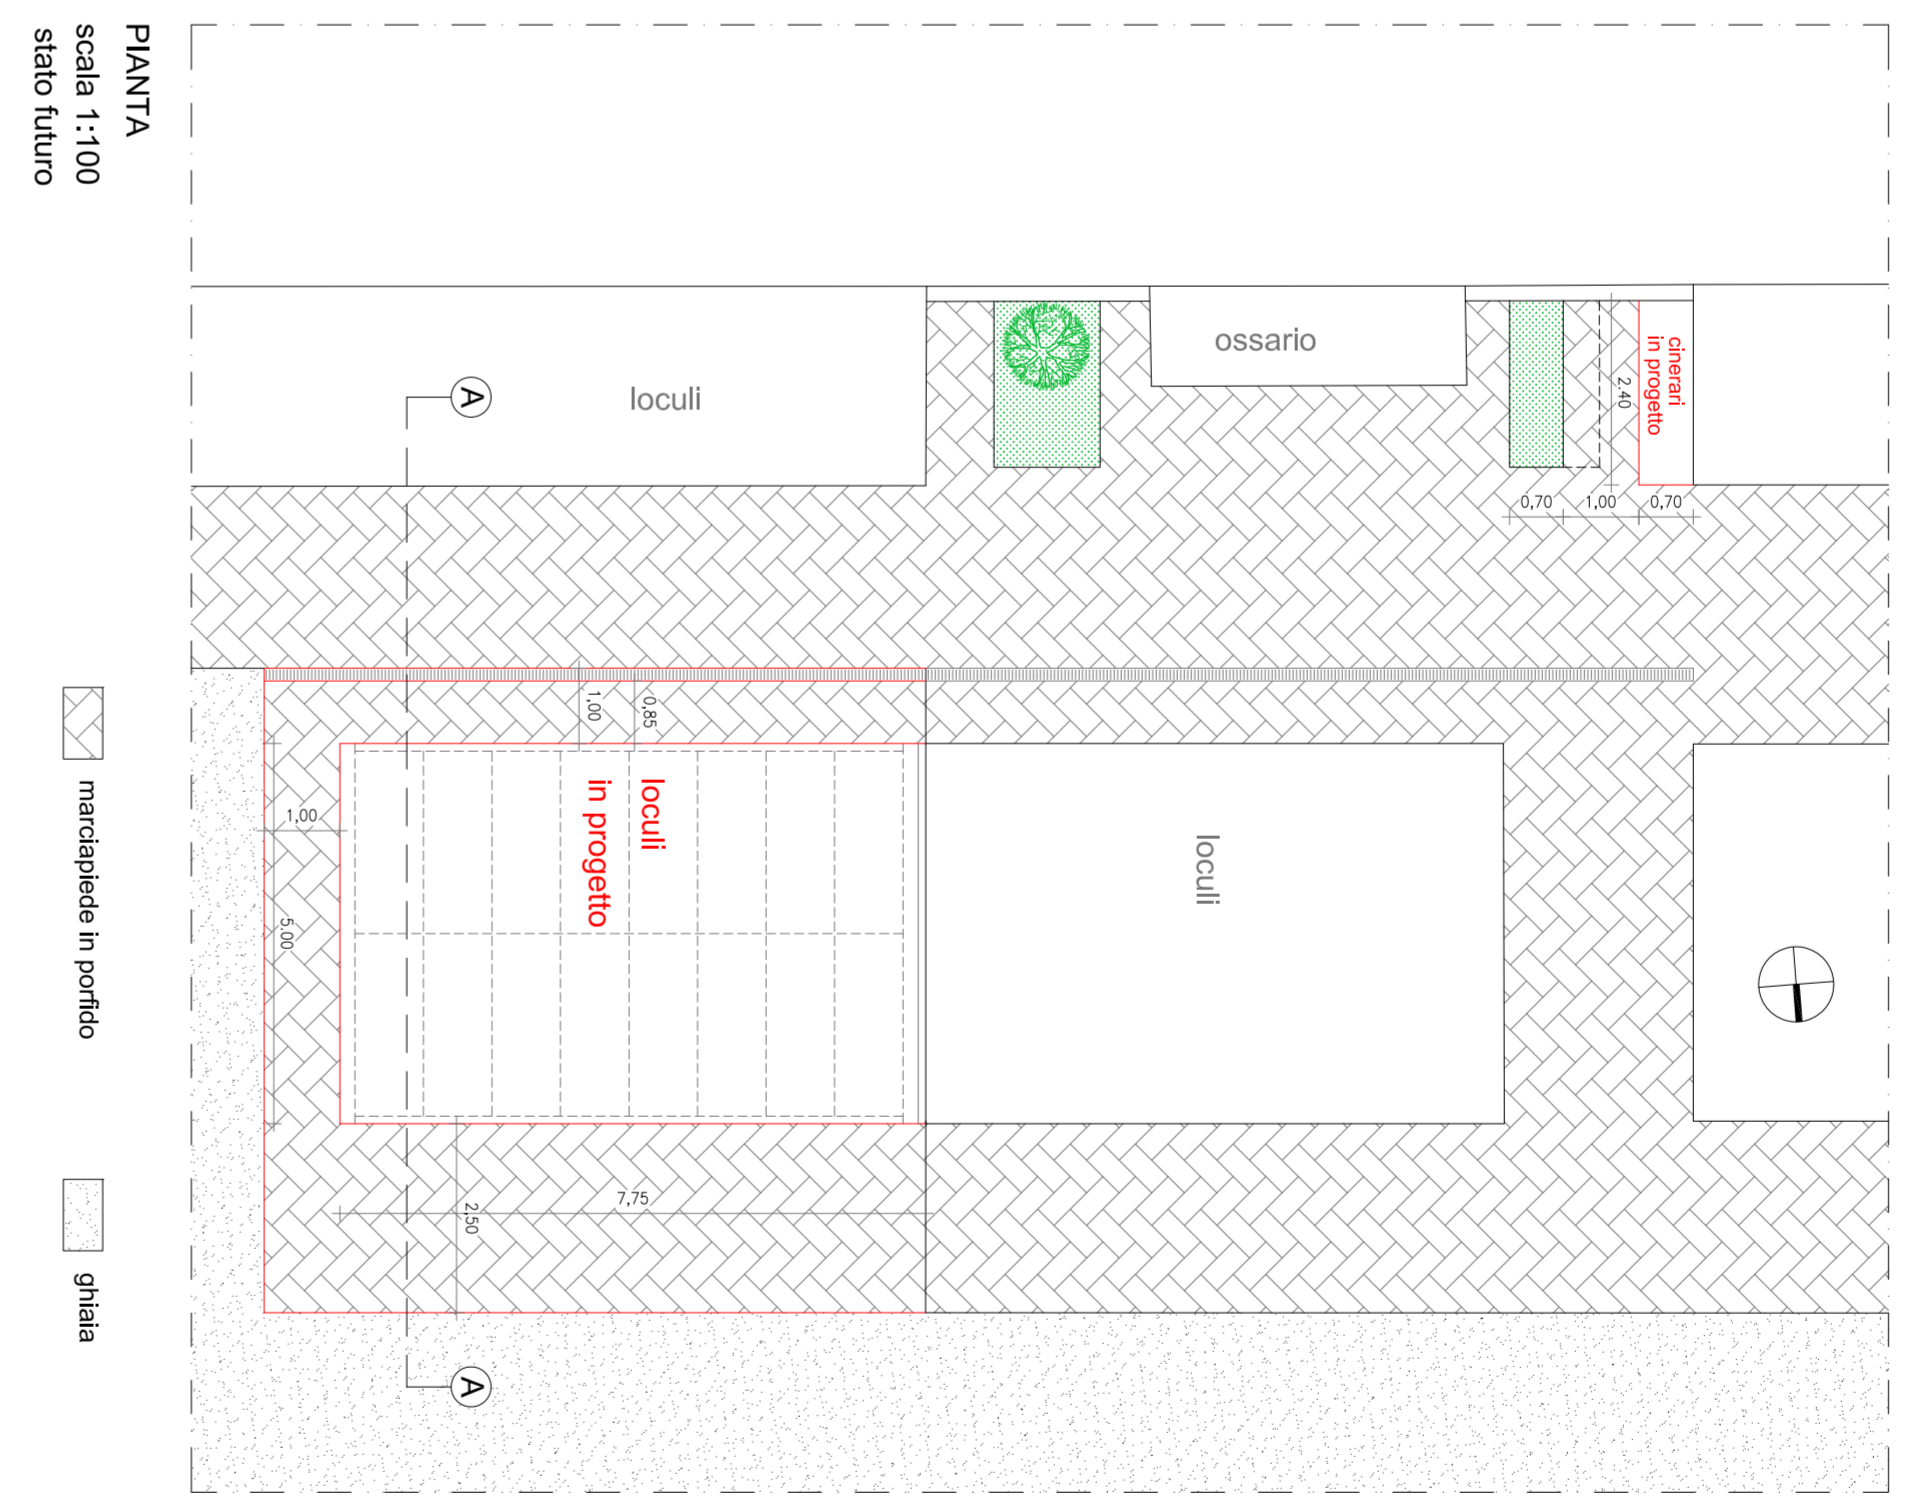 PIANTA
scala 1:100
stato futuro
loculi
A
ossario
cinerari
in progetto
2.40
0,70
1,00
0,70
1,00
0,85
loculi
in progetto
loculi
1,00
5.00
7,75
2,50
A
marciapiede in porfido
ghiaia